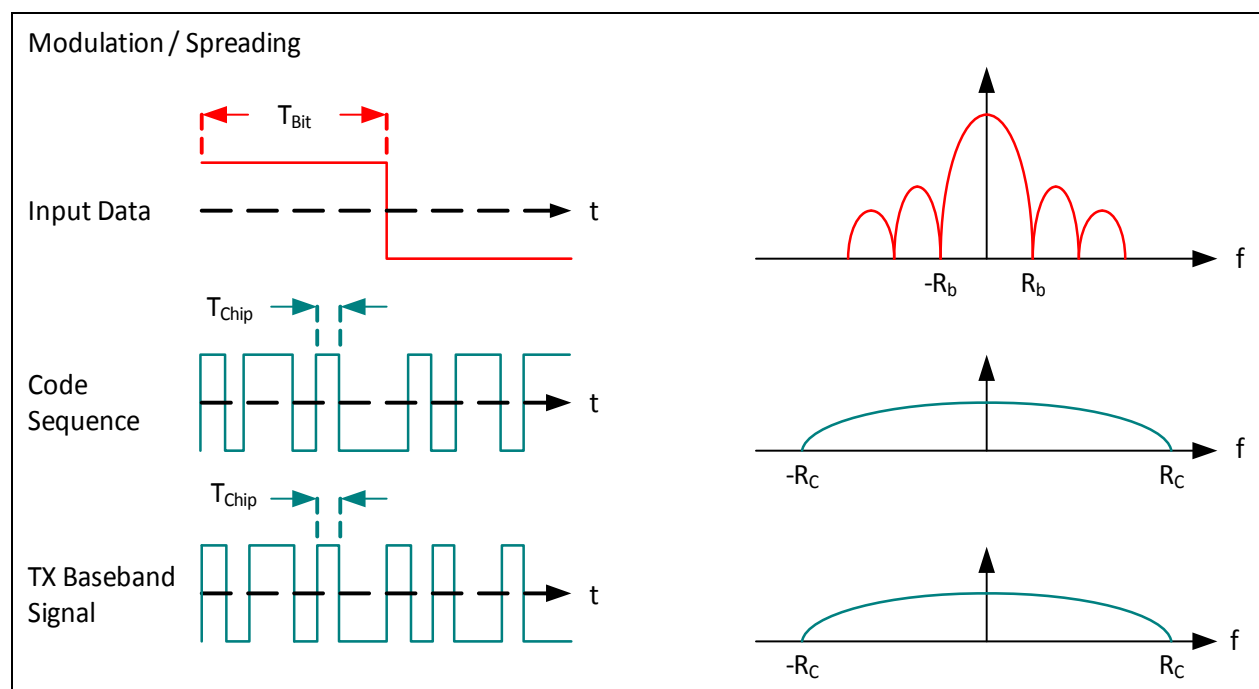 Modulation / Spreading
T_Bit
Input Data
t
-R_b
R_b
f
T_Chip
Code
Sequence
t
-R_C
R_C
f
T_Chip
TX Baseband
Signal
t
-R_C
R_C
f